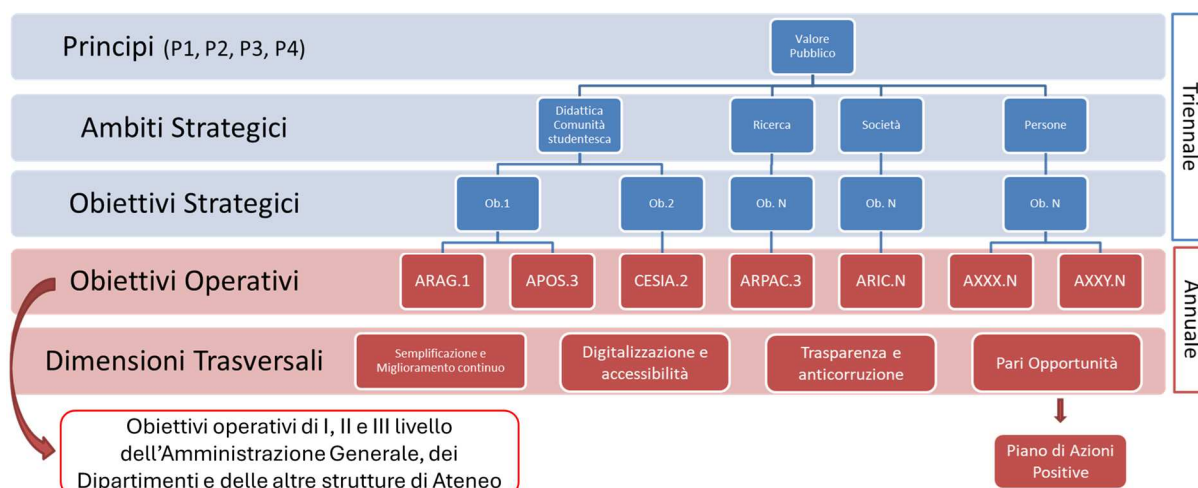 Principi (P1, P2, P3, P4)
Valore
Pubblico
Ambiti Strategici
Didattica
Comunità
studentesca
Ricerca
Società
Persone
Triennale
Obiettivi Strategici
Ob.1
Ob.2
Ob. N
Ob. N
Ob. N
Obiettivi Operativi
ARAG.1
APOS.3
CESIA.2
ARPAC.3
ARIC.N
AXXX.N
AXXY.N
Annuale
Dimensioni Trasversali
Semplificazione e
Miglioramento continuo
Digitalizzazione e
accessibilità
Trasparenza e
anticorruzione
Pari Opportunità
Obiettivi operativi di I, II e III livello
dell'Amministrazione Generale, dei
Dipartimenti e delle altre strutture di Ateneo
Piano di Azioni
Positive